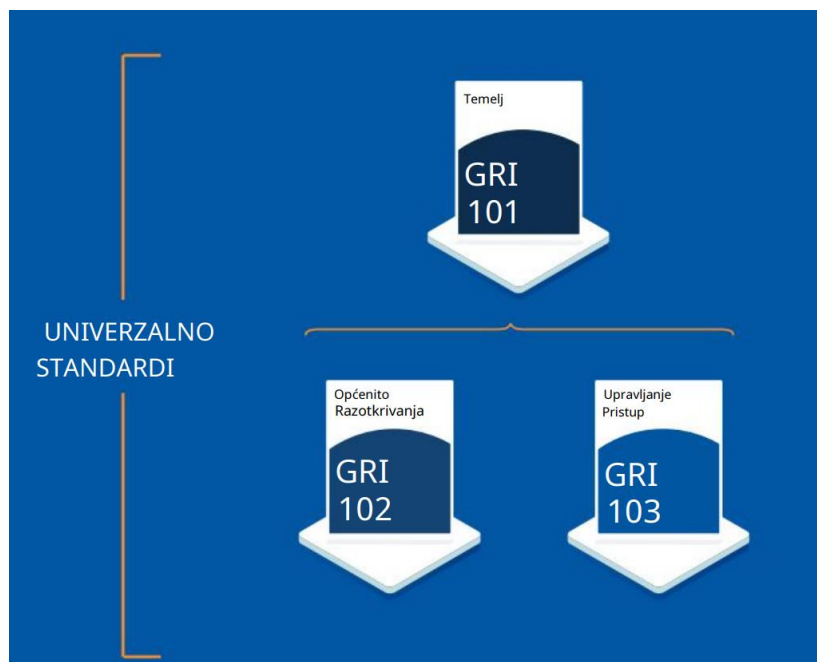 Temelj
GRI
101
UNIVERZALNO
STANDARDI
Općenito
Razotkrivanja
GRI
102
Upravljanje
Pristup
GRI
103